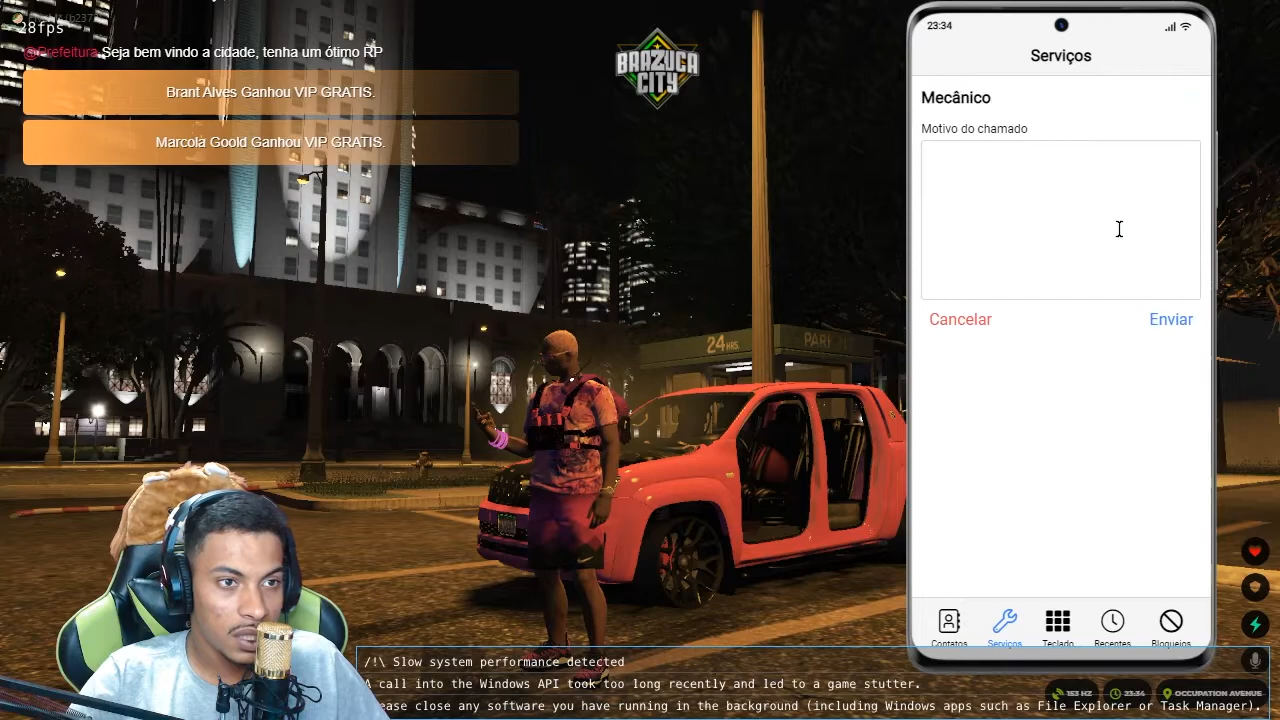 28fps
@Prefeitura Seja bem vindo a cidade, tenha um ótimo RP
Brant Alves Ganhou VIP GRATIS.
Marcola Goold Ganhou VIP GRATIS.
BRAZUCA
CITY
24 HRS.
23:34
Serviços
Mecânico
Motivo do chamado
Cancelar
Enviar
Contatos
Serviços
Teclado
Recentes
Bloqueios
/!\ Slow system performance detected
A call into the Windows API took too long recently and led to a game stutter.
ease close any software you have running in the background (including Windows apps such as File Explorer or Task Manager).
153 HZ
23:34
OCCUPATION AVENUE